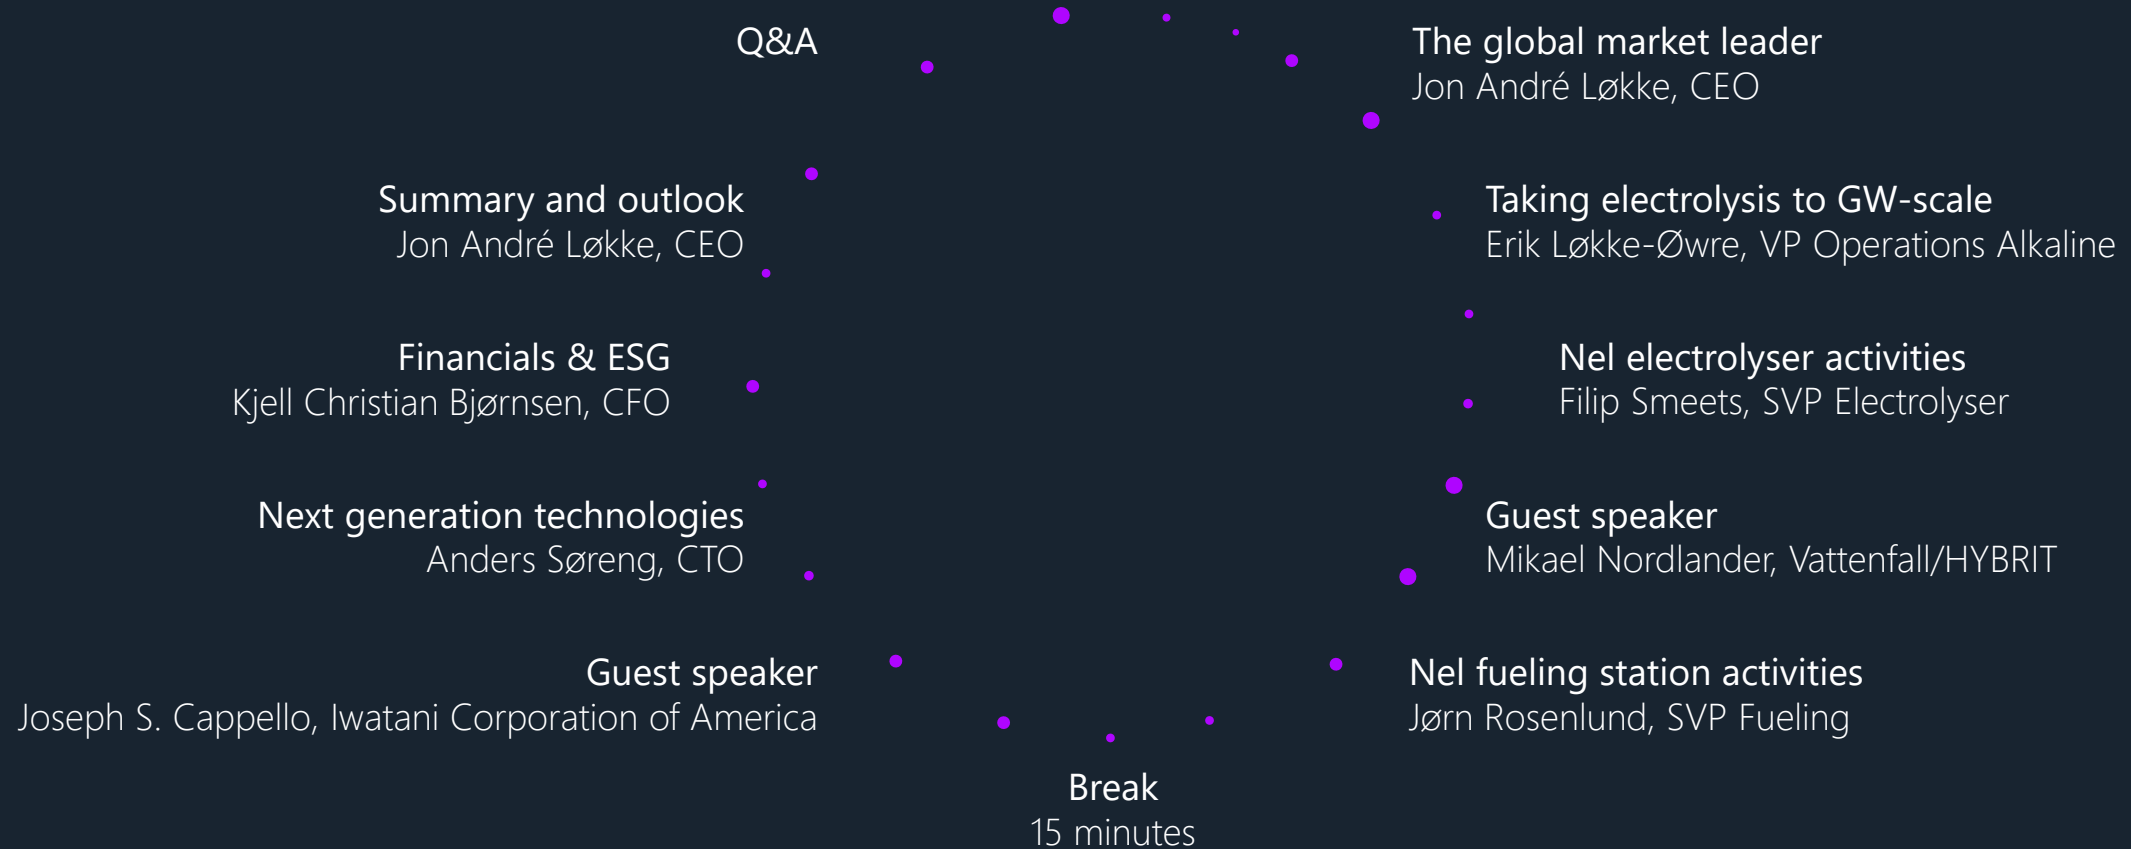 The global market leader
Jon André Løkke, CEO
Taking electrolysis to GW-scale
Erik Løkke-Øwre, VP Operations Alkaline
Nel electrolyser activities
Filip Smeets, SVP Electrolyser
Guest speaker
Mikael Nordlander, Vattenfall/HYBRIT
Nel fueling station activities
Jørn Rosenlund, SVP Fueling
Break
15 minutes
Guest speaker
Joseph S. Cappello, Iwatani Corporation of America
Next generation technologies
Anders Søreng, CTO
Financials & ESG
Kjell Christian Bjørnsen, CFO
Summary and outlook
Jon André Løkke, CEO
Q&A